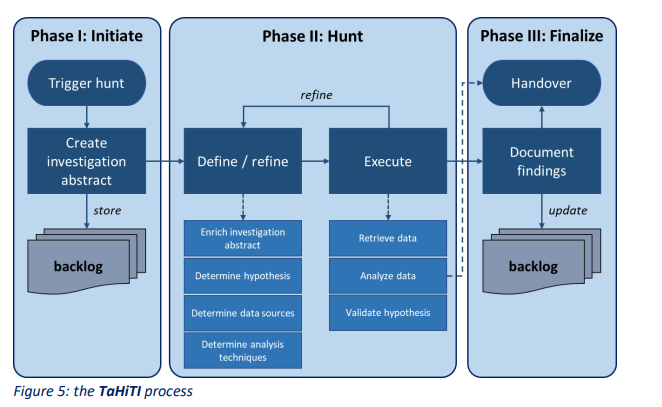 Phase I: Initiate
Trigger hunt
Create
investigation
abstract
store
backlog
Phase II: Hunt
refine
Define / refine
Execute
Enrich investigation
abstract
Determine hypothesis
Determine data sources
Determine analysis
techniques
Retrieve data
Analyze data
Validate hypothesis
Phase III: Finalize
Handover
Document
findings
update
backlog
Figure 5: the TaHiTI process